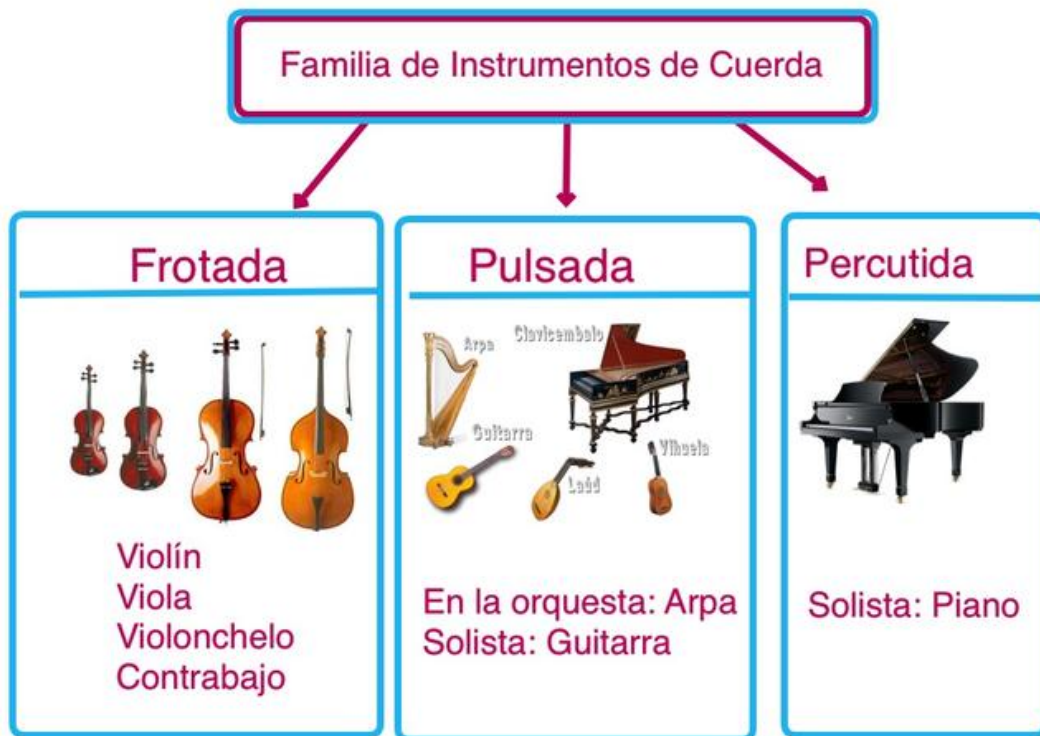 Familia de Instrumentos de Cuerda
Frotada
Violín
Viola
Violonchelo
Contrabajo
Pulsada
Arpa
Clavicembalo
Guitarra
Laúd
Vihuela
En la orquesta: Arpa
Solista: Guitarra
Percutida
Solista: Piano